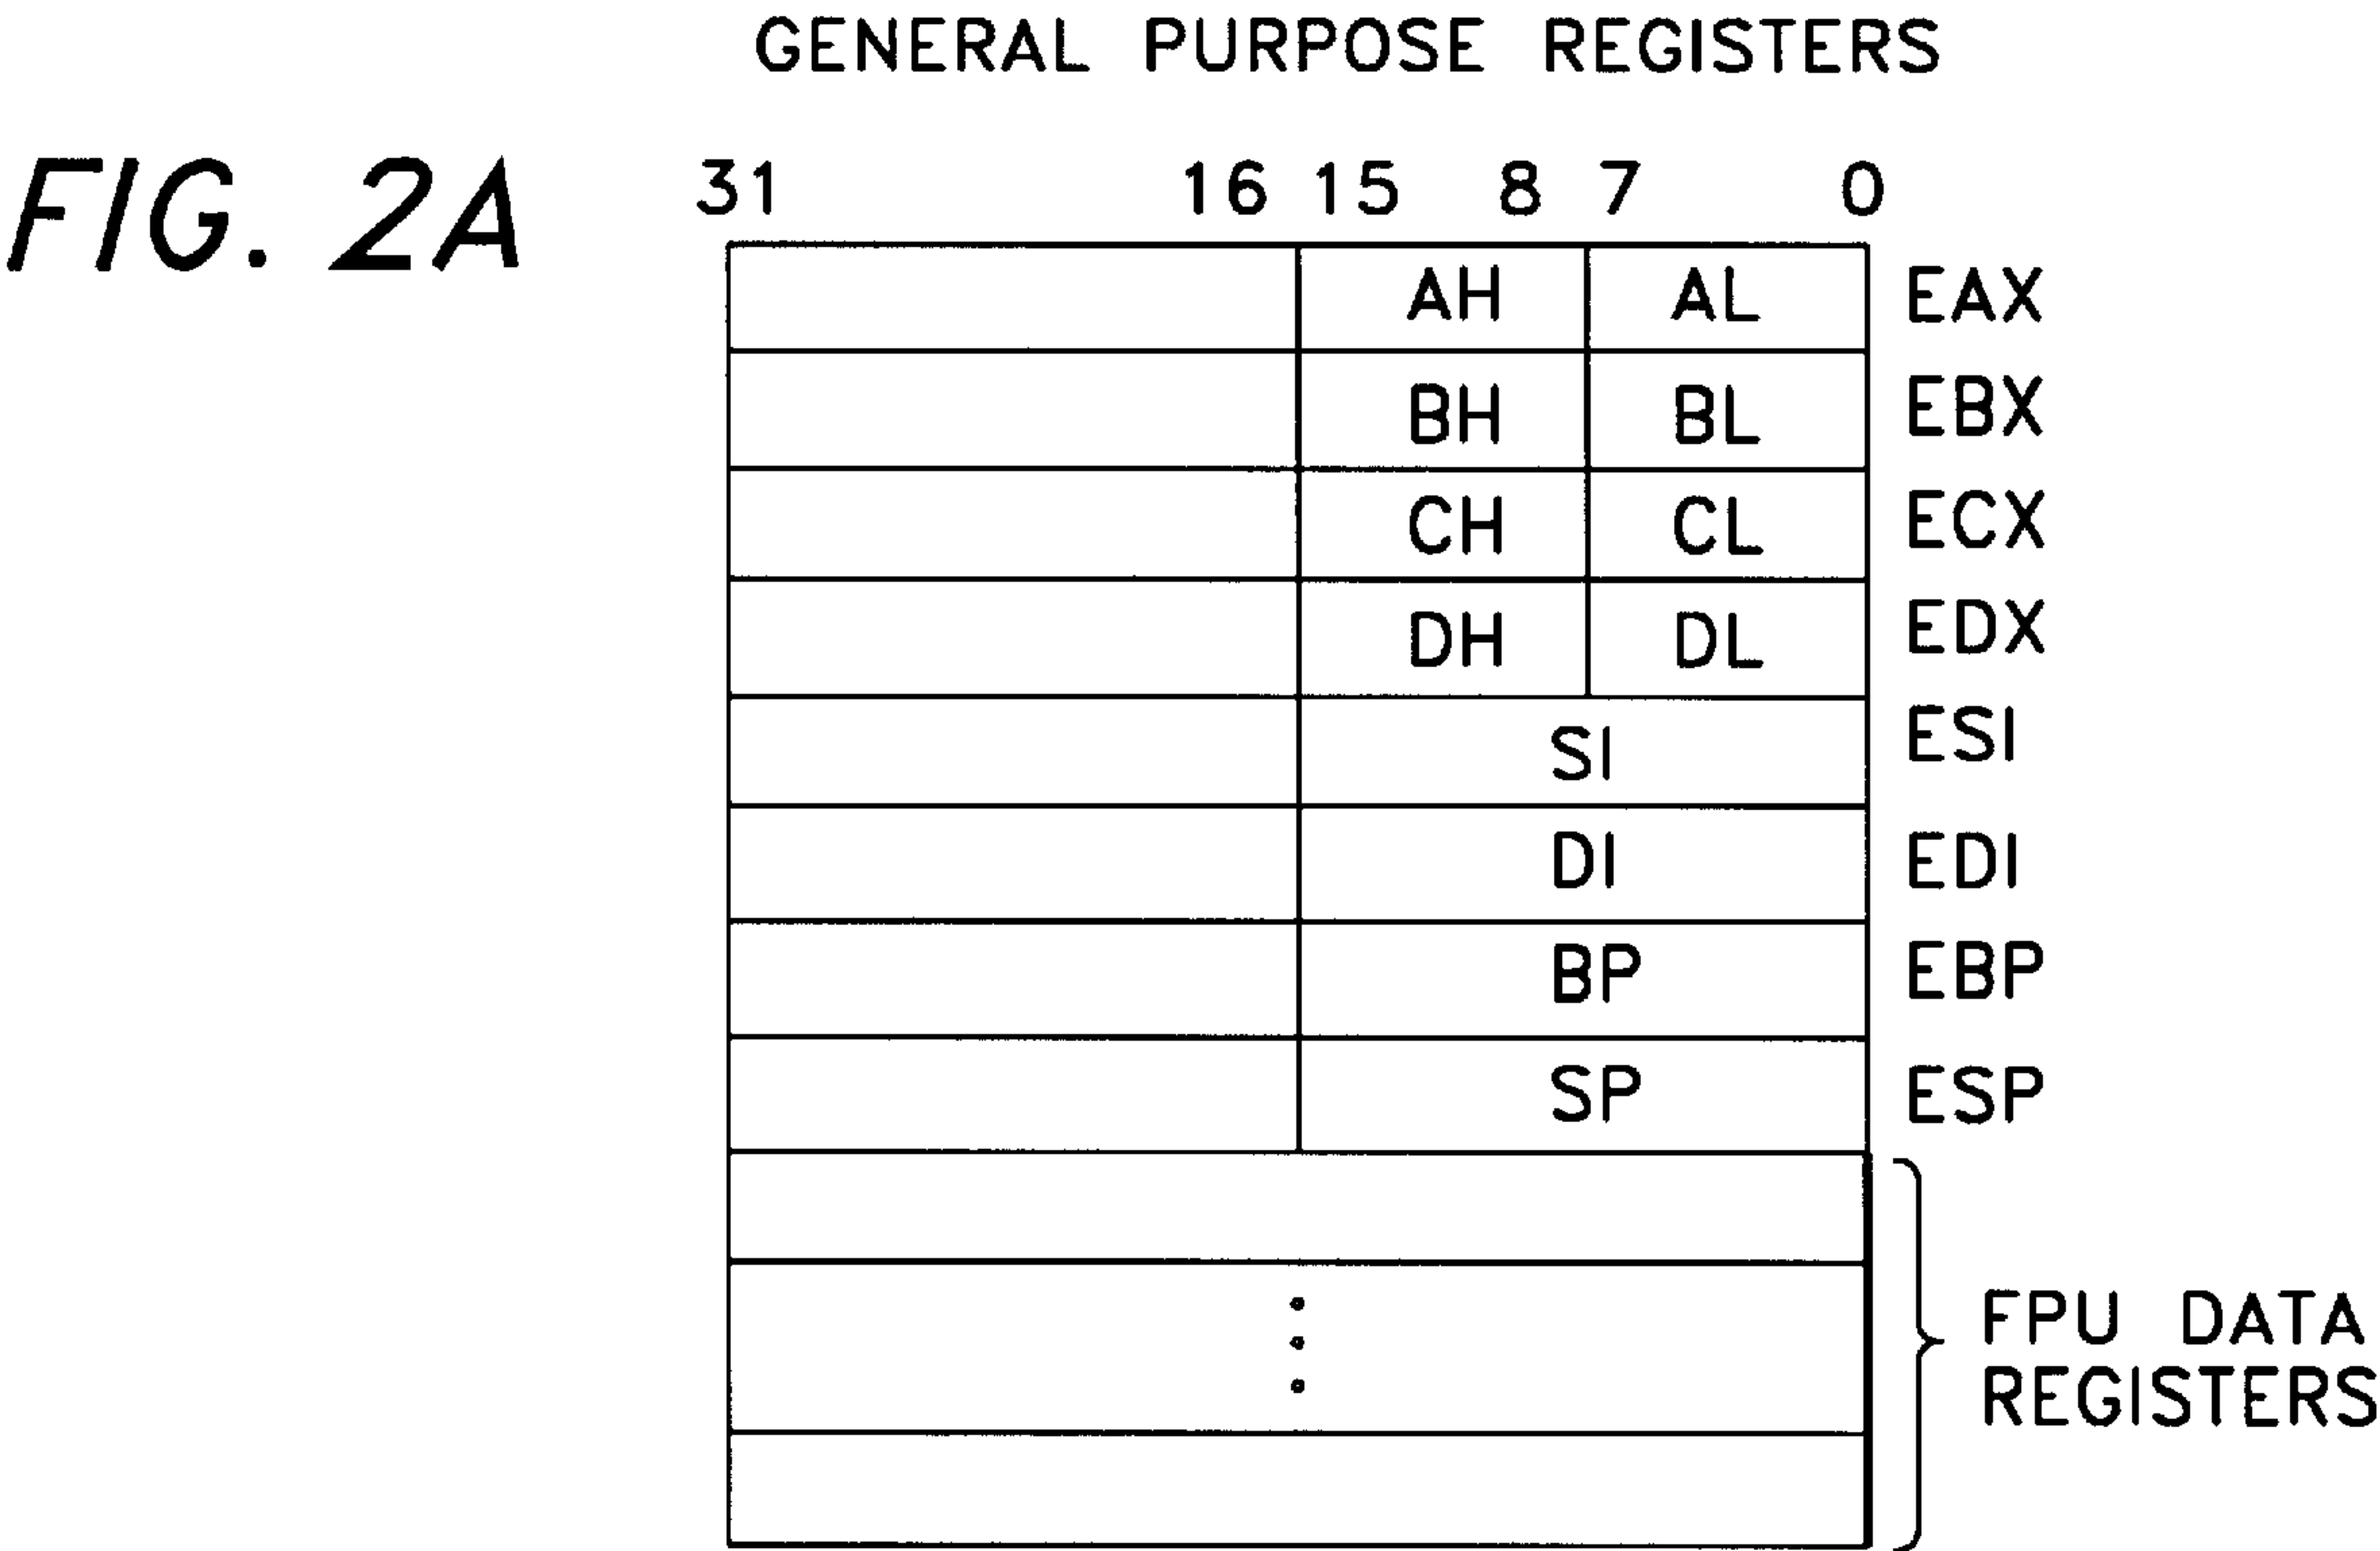 GENERAL PURPOSE REGISTERS
FIG. 2A
31 16 15 8 7 0
AH AL EAX
BH BL EBX
CH CL ECX
DH DL EDX
SI ESI
DI EDI
BP EBP
SP ESP
FPU DATA
REGISTERS